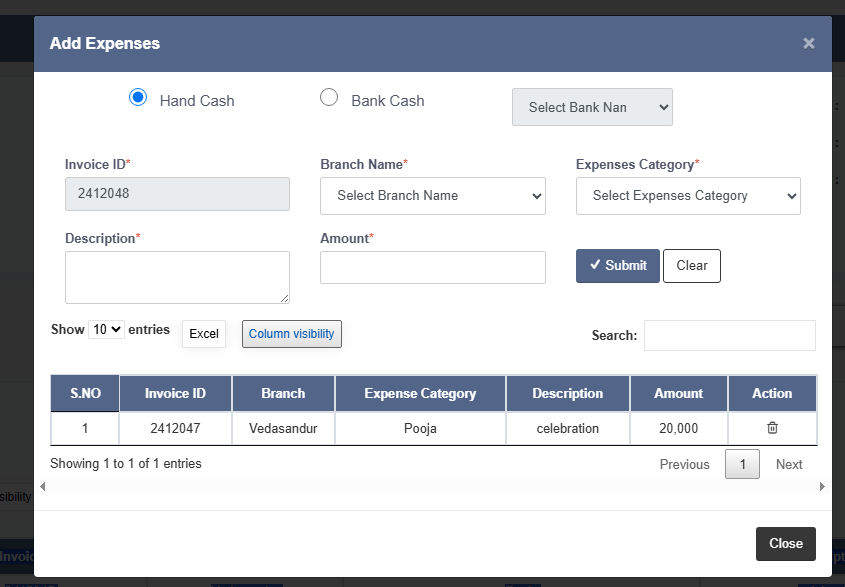 Add Expenses ×
Hand Cash Bank Cash Select Bank Nan
Invoice ID* Branch Name* Expenses Category*
2412048 Select Branch Name Select Expenses Category
Description* Amount*
Submit Clear
Show 10 entries Excel Column visibility Search:
S.NO Invoice ID Branch Expense Category Description Amount Action
1 2412047 Vedasandur Pooja celebration 20,000
Showing 1 to 1 of 1 entries Previous 1 Next
sibility
Close